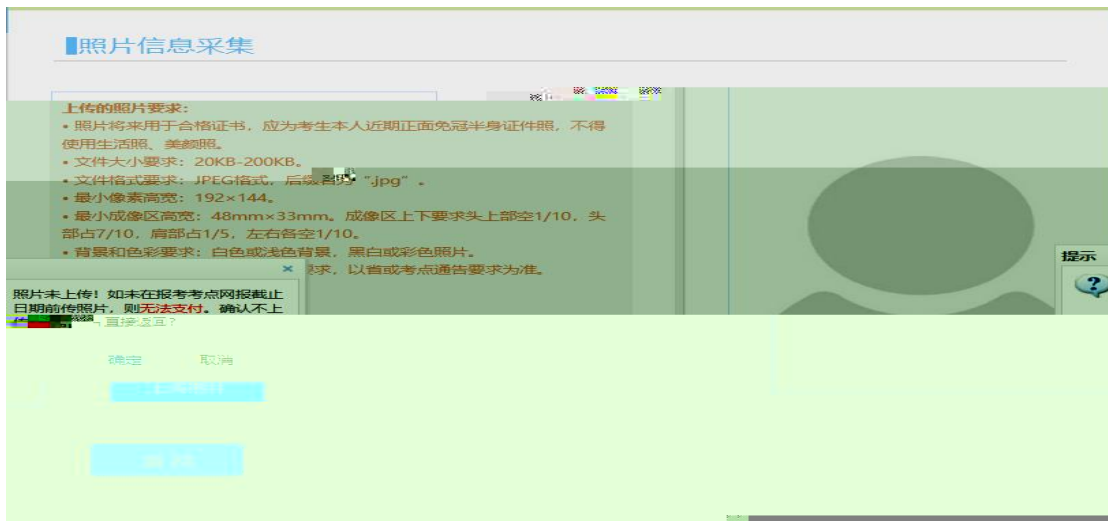 照片信息采集
上传的照片要求：
• 照片将来用于合格证书，应为考生本人近期正面免冠半身证件照，不得
使用生活照、美颜照。
• 文件大小要求：20KB-200KB。
• 文件格式要求：JPEG格式，后缀名为“.jpg”。
• 最小像素高宽：192×144。
• 最小成像区高宽：48mm×33mm。成像区上下要求头上部空1/10，头
部占7/10，肩部占1/5，左右各空1/10。
• 背景和色彩要求：白色或浅色背景，黑白或彩色照片。
要求，以省或考点通告要求为准。
提示
照片未上传！如未在报考考点网报截止
日期前传照片，则无法支付。确认不上
直接返回？
确定 取消